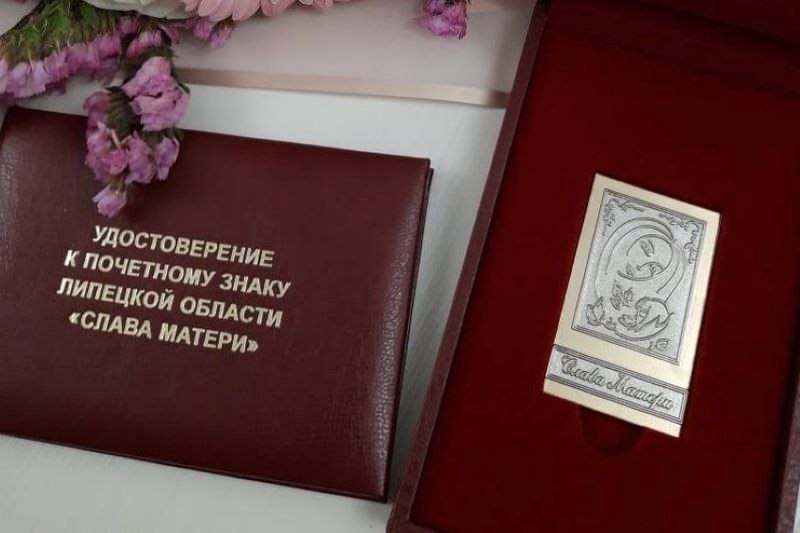 УДОСТОВЕРЕНИЕ
К ПОЧЕТНОМУ ЗНАКУ
ЛИПЕЦКОЙ ОБЛАСТИ
«СЛАВА МАТЕРИ»
Слава Матери